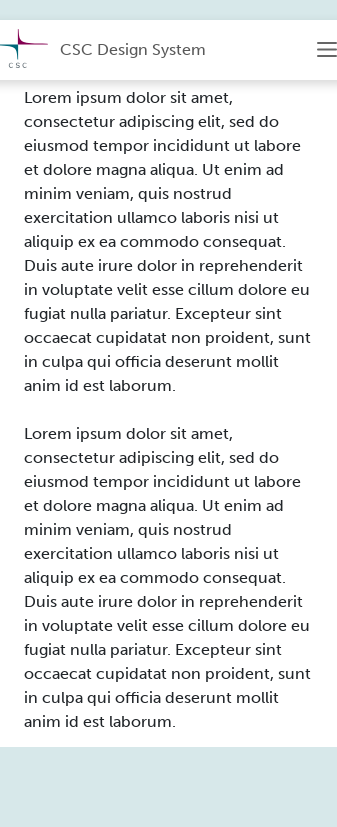 CSC Design System
CSC
Lorem ipsum dolor sit amet,
consectetur adipiscing elit, sed do
eiusmod tempor incididunt ut labore
et dolore magna aliqua. Ut enim ad
minim veniam, quis nostrud
exercitation ullamco laboris nisi ut
aliquip ex ea commodo consequat.
Duis aute irure dolor in reprehenderit
in voluptate velit esse cillum dolore eu
fugiat nulla pariatur. Excepteur sint
occaecat cupidatat non proident, sunt
in culpa qui officia deserunt mollit
anim id est laborum.
Lorem ipsum dolor sit amet,
consectetur adipiscing elit, sed do
eiusmod tempor incididunt ut labore
et dolore magna aliqua. Ut enim ad
minim veniam, quis nostrud
exercitation ullamco laboris nisi ut
aliquip ex ea commodo consequat.
Duis aute irure dolor in reprehenderit
in voluptate velit esse cillum dolore eu
fugiat nulla pariatur. Excepteur sint
occaecat cupidatat non proident, sunt
in culpa qui officia deserunt mollit
anim id est laborum.